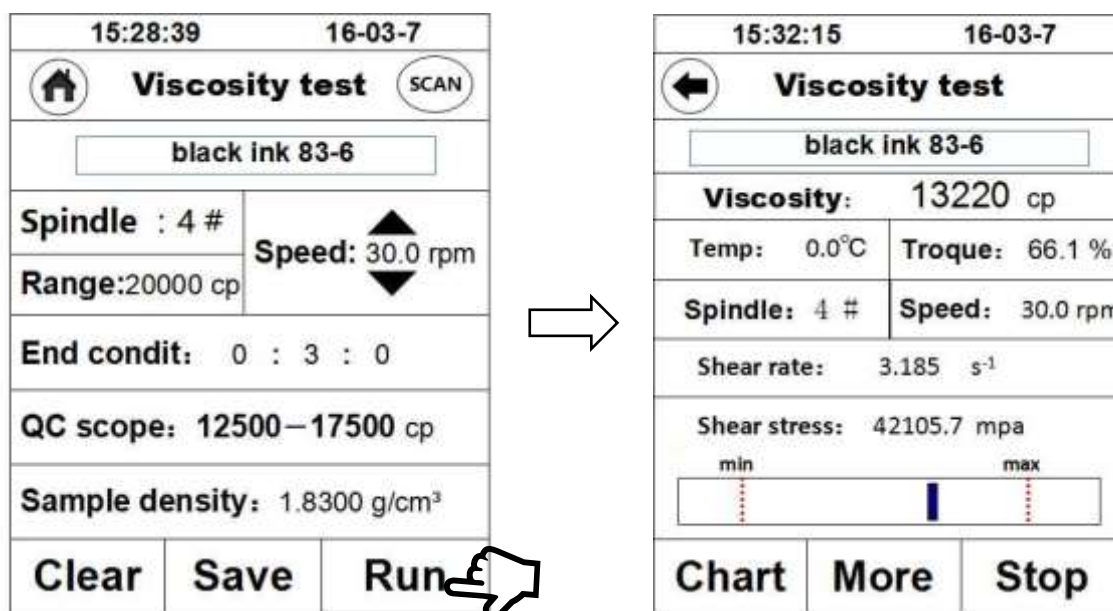 15:28:39 16-03-7
Viscosity test SCAN
black ink 83-6
Spindle : 4 #
Speed: 30.0 rpm
Range:20000 cp
End condit: 0 : 3 : 0
QC scope: 12500－17500 cp
Sample density: 1.8300 g/cm³
Clear Save Run
15:32:15 16-03-7
Viscosity test
black ink 83-6
Viscosity: 13220 cp
Temp: 0.0℃ Troque: 66.1 %
Spindle: 4 # Speed: 30.0 rpm
Shear rate: 3.185 s⁻¹
Shear stress: 42105.7 mpa
min max
Chart More Stop